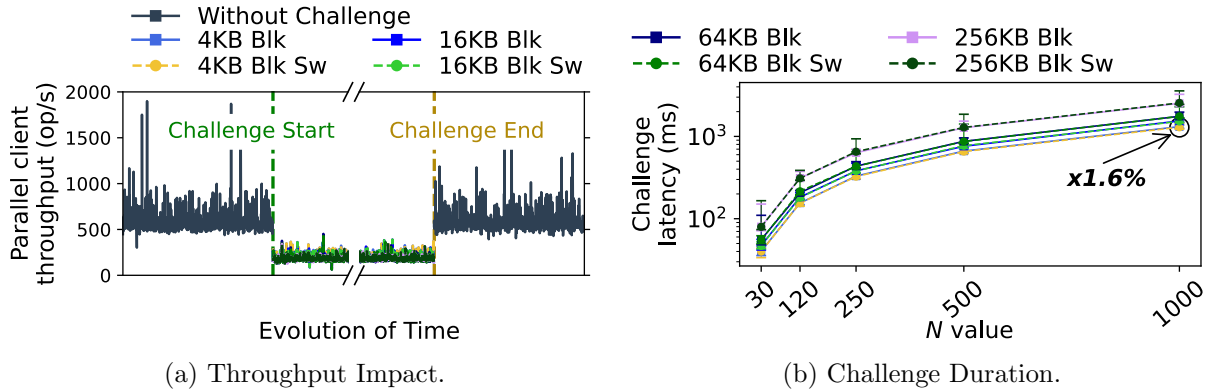 Without Challenge
4KB Blk
16KB Blk
4KB Blk Sw
16KB Blk Sw
Parallel client
throughput (op/s)
2000
1500
1000
500
0
Challenge Start
Challenge End
Evolution of Time
(a) Throughput Impact.
64KB Blk
256KB Blk
64KB Blk Sw
256KB Blk Sw
Challenge
latency (ms)
10³
10²
x1.6%
30
120
250
500
1000
N value
(b) Challenge Duration.